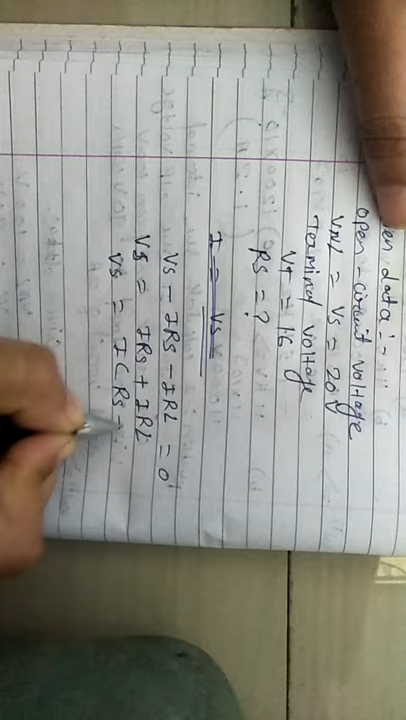 en data :-
open-circuit voltage
VNL = VS = 20V
Terminal voltage
VT = 16
RS = ?
I = VS
VS - IRS - IRL = 0
VS = IRS + IRL
VS = I(RS -